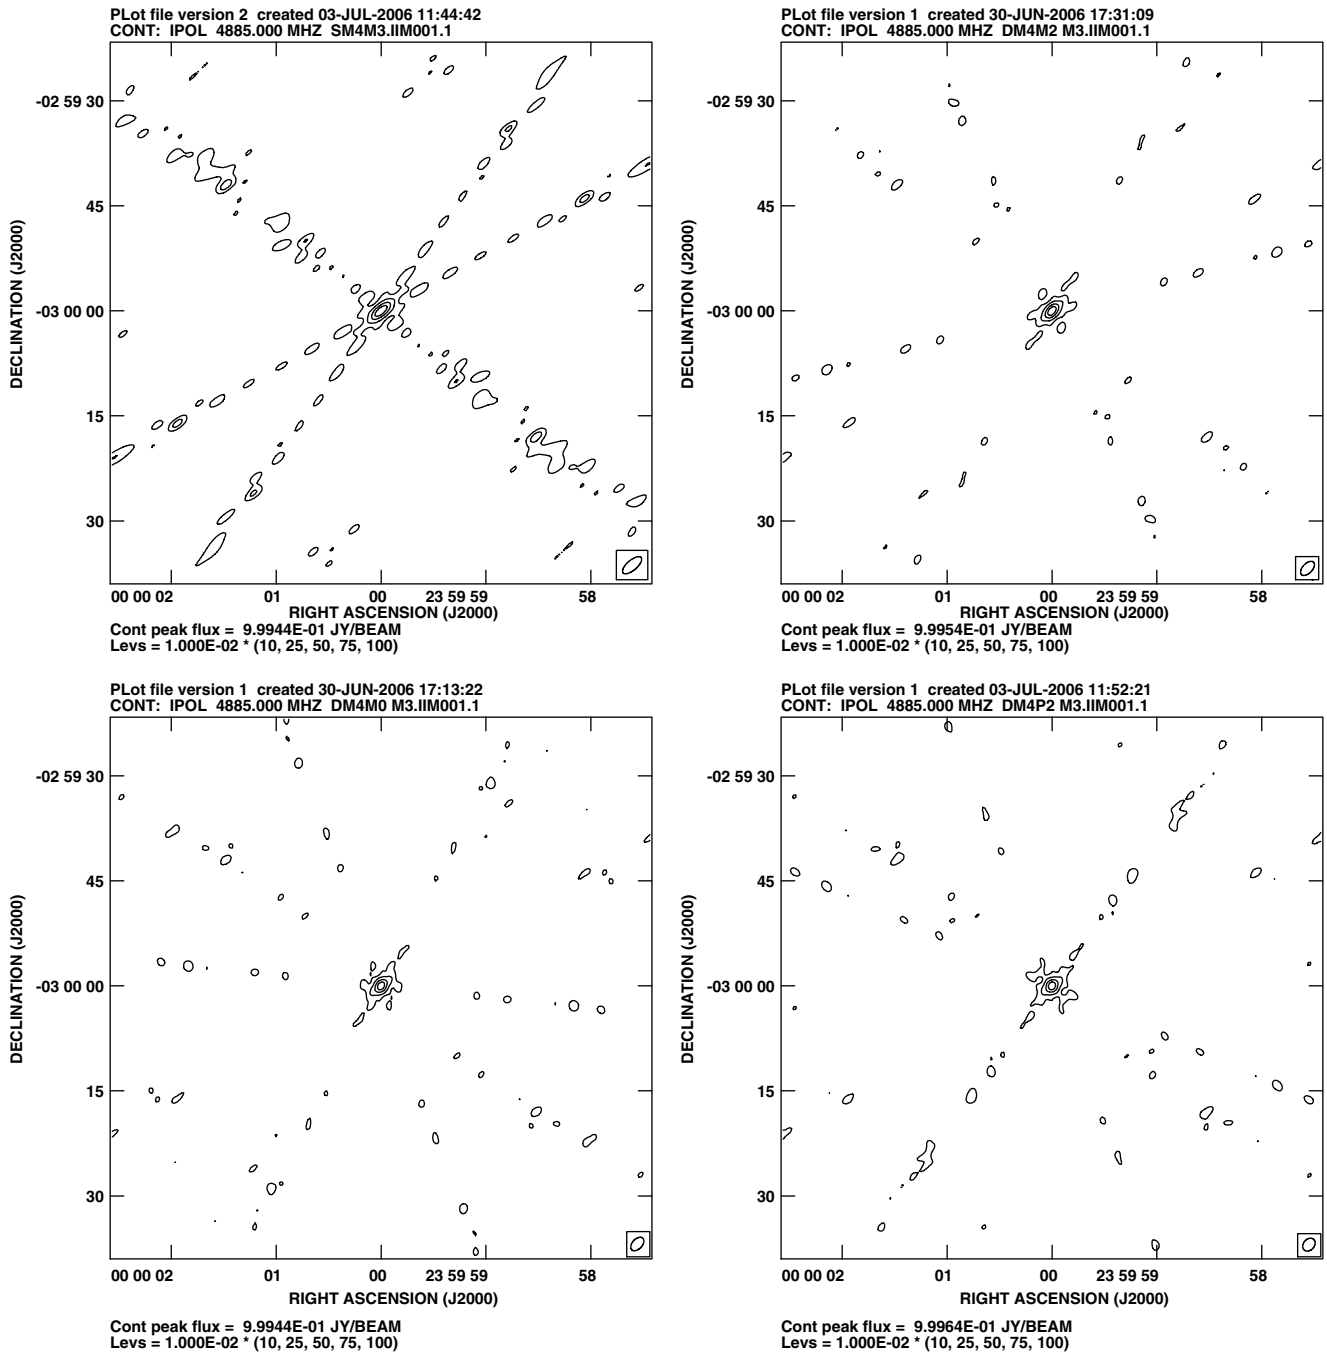 PLot file version 2  created 03-JUL-2006 11:44:42
CONT:  IPOL  4885.000 MHZ  SM4M3.IIM001.1
-02 59 30
45
-03 00 00
15
30
DECLINATION (J2000)
00 00 02 01 00 23 59 59 58
RIGHT ASCENSION (J2000)
Cont peak flux =  9.9944E-01 JY/BEAM
Levs = 1.000E-02 * (10, 25, 50, 75, 100)
PLot file version 1  created 30-JUN-2006 17:31:09
CONT:  IPOL  4885.000 MHZ  DM4M2 M3.IIM001.1
-02 59 30
45
-03 00 00
15
30
DECLINATION (J2000)
00 00 02 01 00 23 59 59 58
RIGHT ASCENSION (J2000)
Cont peak flux =  9.9954E-01 JY/BEAM
Levs = 1.000E-02 * (10, 25, 50, 75, 100)
PLot file version 1  created 30-JUN-2006 17:13:22
CONT:  IPOL  4885.000 MHZ  DM4M0 M3.IIM001.1
-02 59 30
45
-03 00 00
15
30
DECLINATION (J2000)
00 00 02 01 00 23 59 59 58
RIGHT ASCENSION (J2000)
Cont peak flux =  9.9944E-01 JY/BEAM
Levs = 1.000E-02 * (10, 25, 50, 75, 100)
PLot file version 1  created 03-JUL-2006 11:52:21
CONT:  IPOL  4885.000 MHZ  DM4P2 M3.IIM001.1
-02 59 30
45
-03 00 00
15
30
DECLINATION (J2000)
00 00 02 01 00 23 59 59 58
RIGHT ASCENSION (J2000)
Cont peak flux =  9.9964E-01 JY/BEAM
Levs = 1.000E-02 * (10, 25, 50, 75, 100)